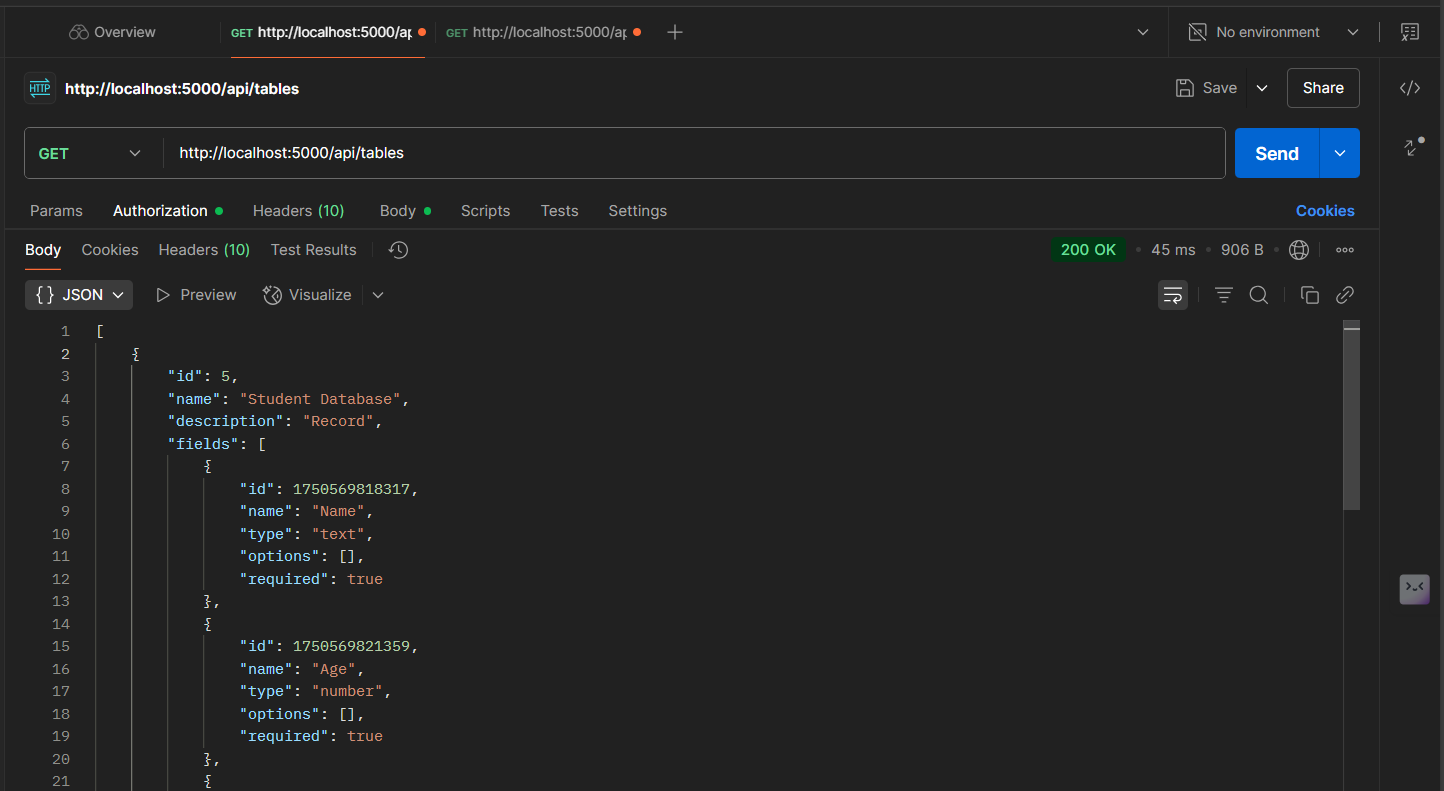 Overview
GET http://localhost:5000/ap
GET http://localhost:5000/ap
No environment
HTTP http://localhost:5000/api/tables
Save
Share
GET http://localhost:5000/api/tables
Send
Params Authorization Headers (10) Body Scripts Tests Settings Cookies
Body Cookies Headers (10) Test Results 200 OK 45 ms 906 B
{} JSON Preview Visualize
1 [
2 {
3 "id": 5,
4 "name": "Student Database",
5 "description": "Record",
6 "fields": [
7 {
8 "id": 1750569818317,
9 "name": "Name",
10 "type": "text",
11 "options": [],
12 "required": true
13 },
14 {
15 "id": 1750569821359,
16 "name": "Age",
17 "type": "number",
18 "options": [],
19 "required": true
20 },
21 {